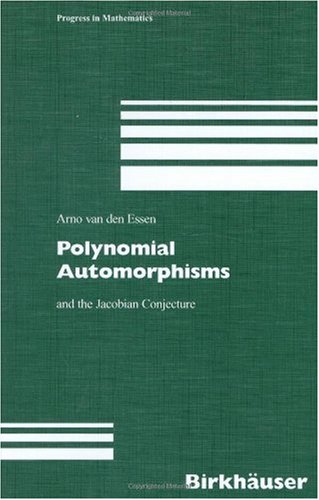 Progress in Mathematics
Arno van den Essen
Polynomial
Automorphisms
and the Jacobian Conjecture
Birkhäuser